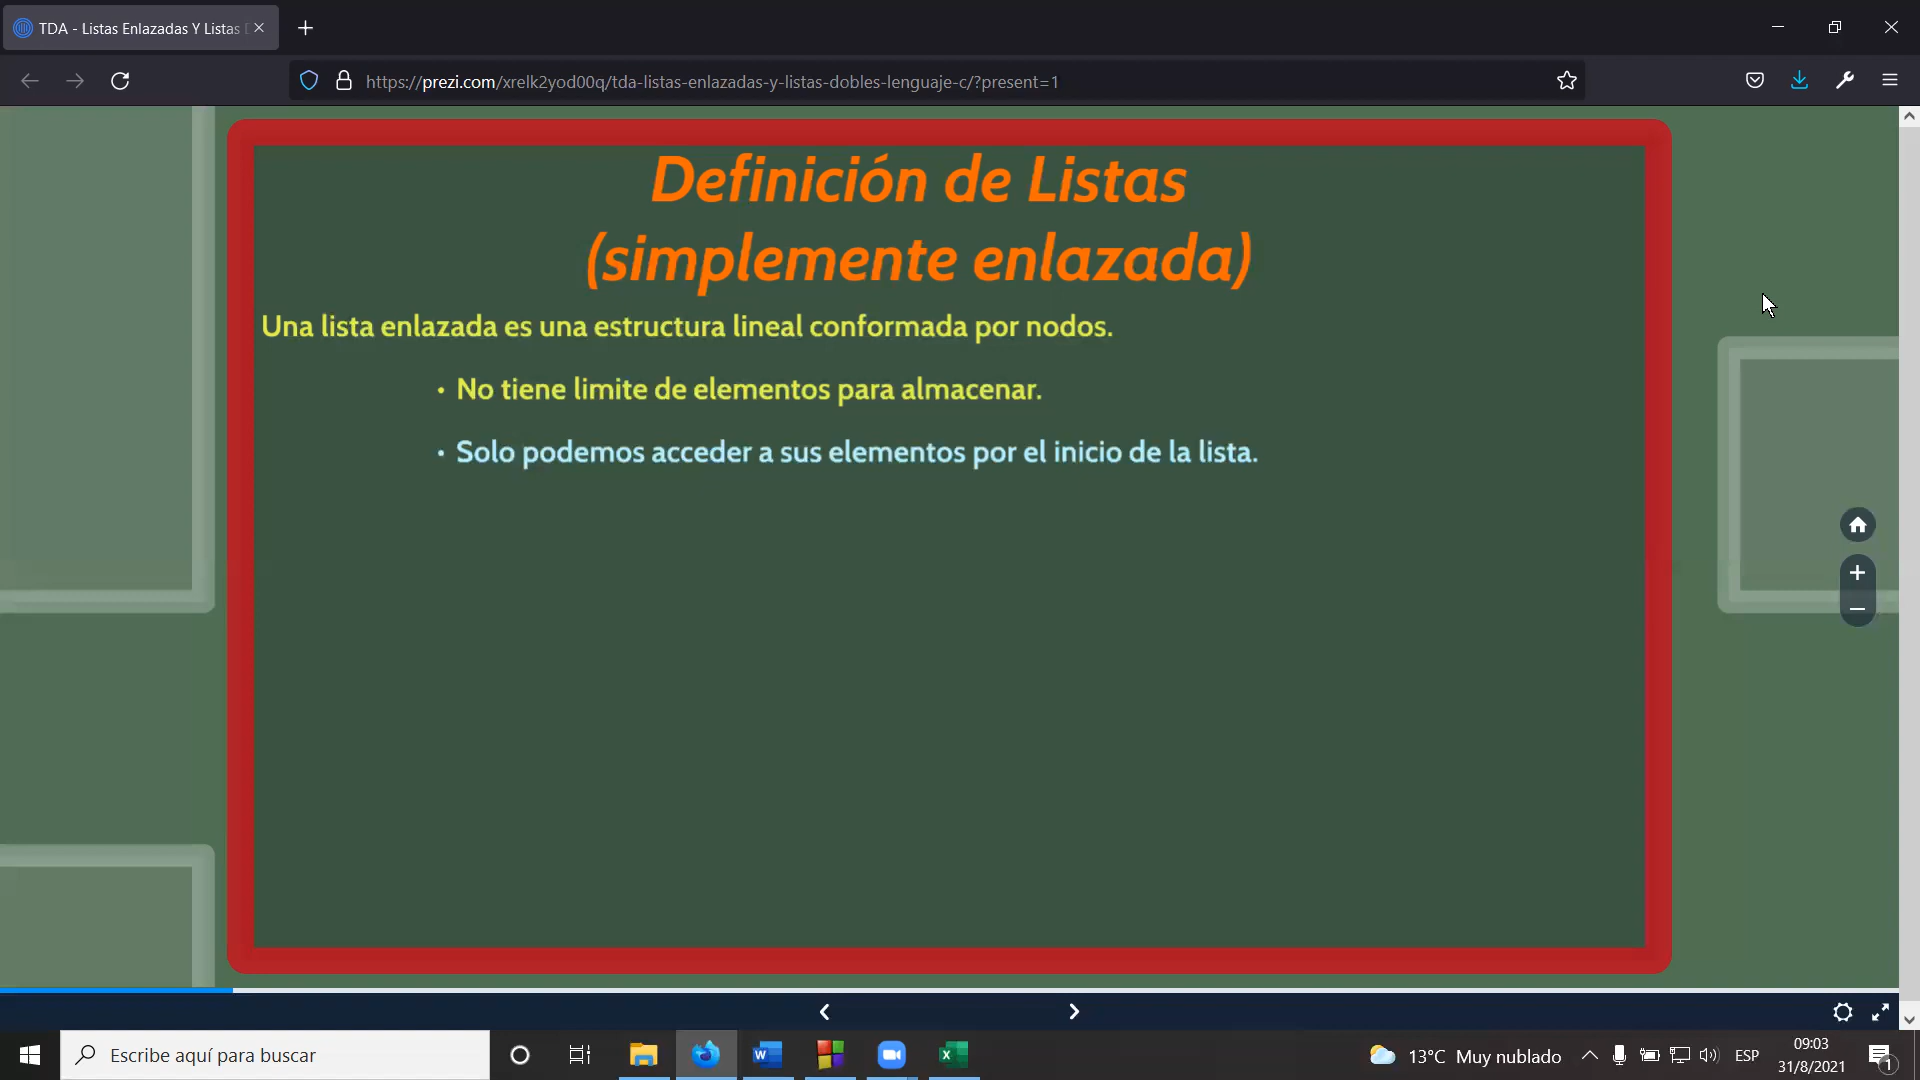 TDA - Listas Enlazadas Y Listas
https://prezi.com/xrelk2yod00q/tda-listas-enlazadas-y-listas-dobles-lenguaje-c/?present=1
Definición de Listas
(simplemente enlazada)
Una lista enlazada es una estructura lineal conformada por nodos.
• No tiene limite de elementos para almacenar.
• Solo podemos acceder a sus elementos por el inicio de la lista.
Escribe aquí para buscar
13°C Muy nublado
ESP
09:03
31/8/2021
1